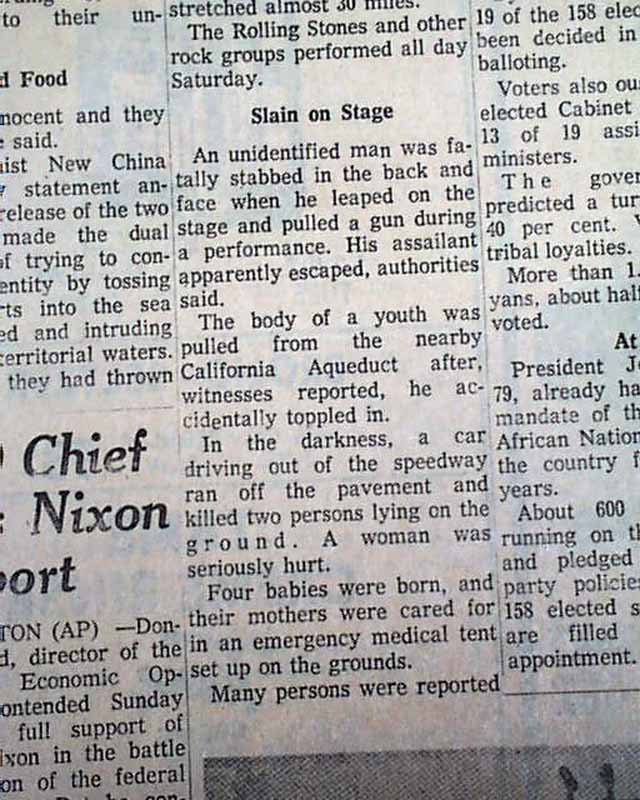 to their un-
d Food
nocent and they
said.
ist New China
statement an-
release of the two
made the dual
of trying to con-
entity by tossing
rts into the sea
ed and intruding
territorial waters.
they had thrown
Chief
Nixon
port
TON (AP) —Don-
d, director of the
Economic Op-
ontended Sunday
full support of
ixon in the battle
on of the federal
stretched almost 30 miles.
The Rolling Stones and other
rock groups performed all day
Saturday.
Slain on Stage
An unidentified man was fa-
tally stabbed in the back and
face when he leaped on the
stage and pulled a gun during
a performance. His assailant
apparently escaped, authorities
said.
The body of a youth was
pulled from the nearby
California Aqueduct after,
witnesses reported, he ac-
cidentally toppled in.
In the darkness, a car
driving out of the speedway
ran off the pavement and
killed two persons lying on the
ground. A woman was
seriously hurt.
Four babies were born, and
their mothers were cared for
in an emergency medical tent
set up on the grounds.
Many persons were reported
19 of the 158 elec
been decided in
balloting.
Voters also ou
elected Cabinet
13 of 19 assi
ministers.
The gover
predicted a tur
40 per cent.
tribal loyalties.
More than 1.
yans, about half
voted.
At
President J
79, already ha
mandate of th
African Nation
the country f
years.
About 600
running on th
and pledged
party policie
158 elected s
are filled
appointment.